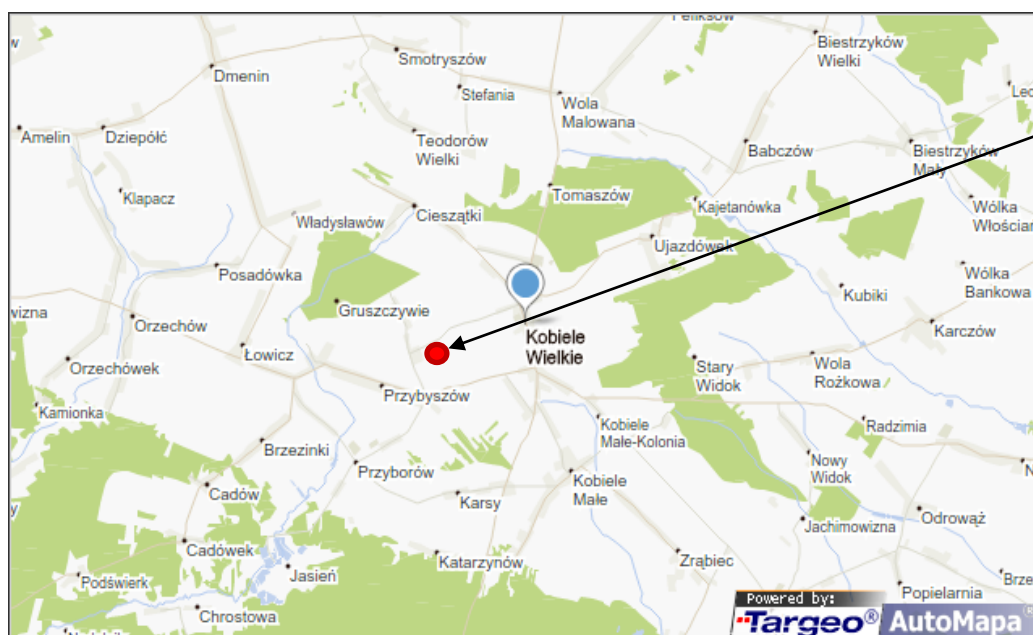 Smotryszów
Biestrzyków
Wielki
Dmenin
Stefania
Wola
Malowana
Amelin
Dziepółć
Teodorów
Wielki
Babczów
Biestrzyków
Mały
Klapacz
Tomaszów
Kajetanówka
Wólka
Władysławów
Cieszątki
Ujazdówek
Posadówka
Wólka
Bankowa
Kubiki
Gruszczywie
Orzechów
Karczów
Kobiele
Wielkie
Łowicz
Orzechówek
Stary
Widok
Wola
Rożkowa
Przybyszów
Kamionka
Kobiele
Małe-Kolonia
Radzimia
Brzezinki
Przyborów
Nowy
Widok
Kobiele
Małe
Cadów
Karsy
Odrowąż
Jachimowizna
Cadówek
Katarzynów
Zrąbiec
Jasień
Podświerk
Popielarnia
Chrostowa
Powered by:
Targeo® AutoMapa®